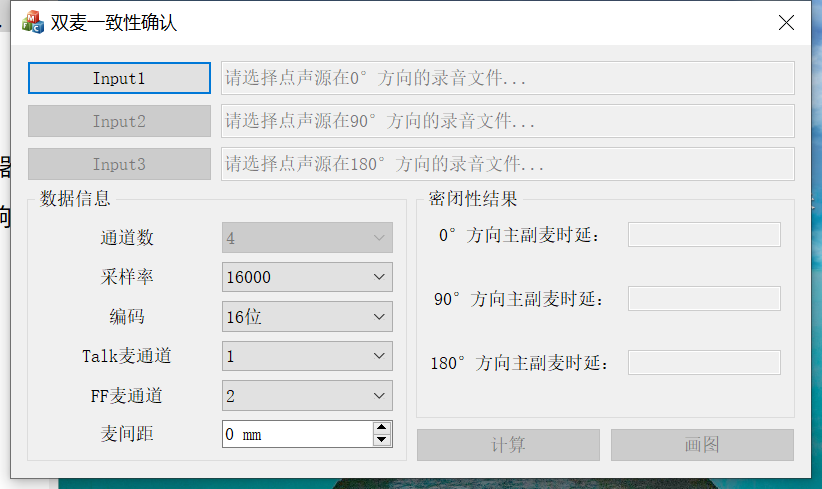 双麦一致性确认
Input1 请选择点声源在0°方向的录音文件...
Input2 请选择点声源在90°方向的录音文件...
Input3 请选择点声源在180°方向的录音文件...
数据信息
通道数 4
采样率 16000
编码 16位
Talk麦通道 1
FF麦通道 2
麦间距 0 mm
密闭性结果
0°方向主副麦时延:
90°方向主副麦时延:
180°方向主副麦时延:
计算 画图